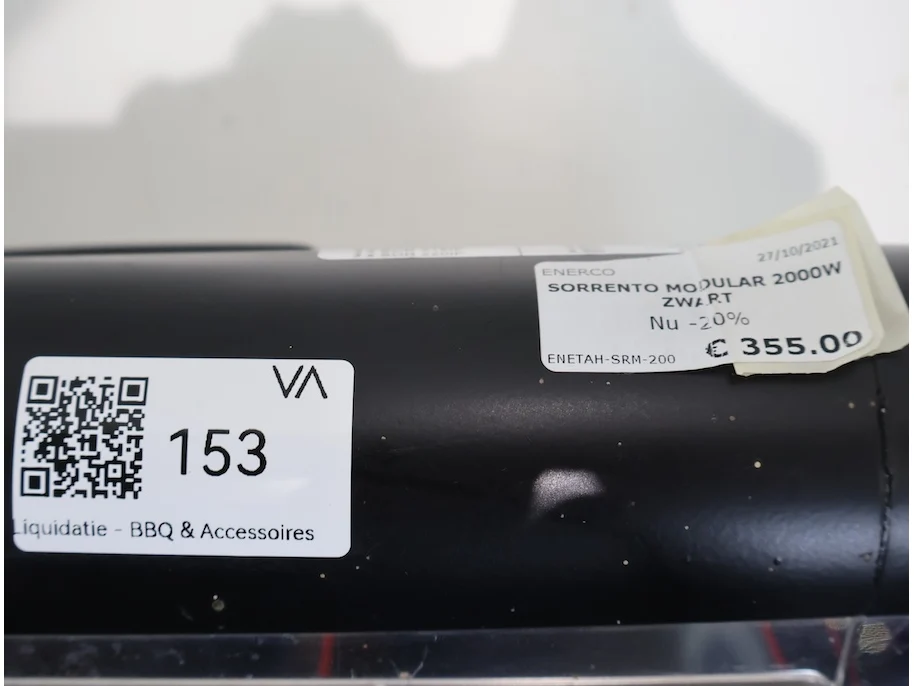 27/10/2021
ENERCO
SORRENTO MODULAR 2000W
ZWART
Nu -20%
ENETAH-SRM-200 € 355.00
VA
153
Liquidatie - BBQ & Accessoires